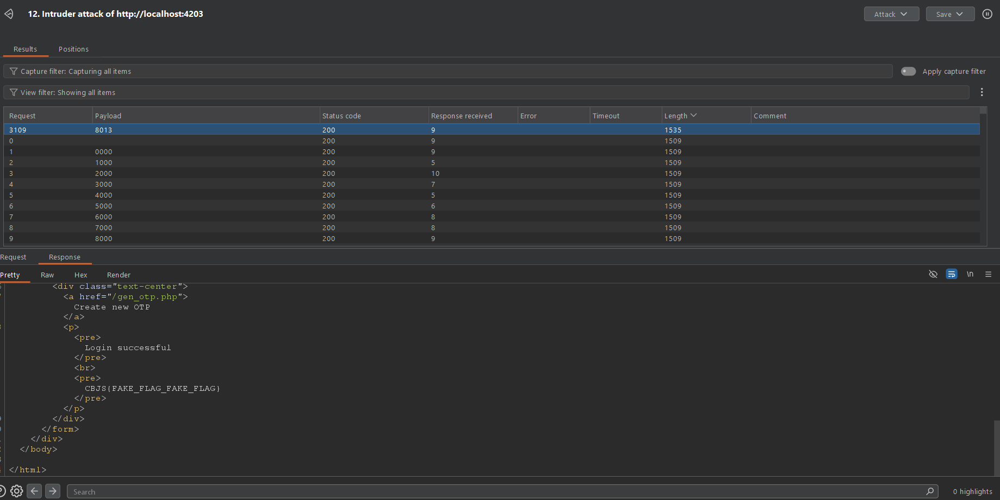 12. Intruder attack of http://localhost:4203
Attack Save
Results Positions
Capture filter: Capturing all items
Apply capture filter
View filter: Showing all items
Request Payload Status code Response received Error Timeout Length Comment
3109 8013 200 9 1535
0 200 9 1509
1 0000 200 9 1509
2 1000 200 5 1509
3 2000 200 10 1509
4 3000 200 7 1509
5 4000 200 5 1509
6 5000 200 6 1509
7 6000 200 8 1509
8 7000 200 8 1509
9 8000 200 9 1509
Request Response
Pretty Raw Hex Render
\n
<div class="text-center">
<a href="/gen_otp.php">
Create new OTP
</a>
<p>
<pre>
Login successful
</pre>
<br>
<pre>
CBJS{FAKE_FLAG_FAKE_FLAG}
</pre>
</p>
</div>
</form>
</div>
</body>
</html>
Search
0 highlights